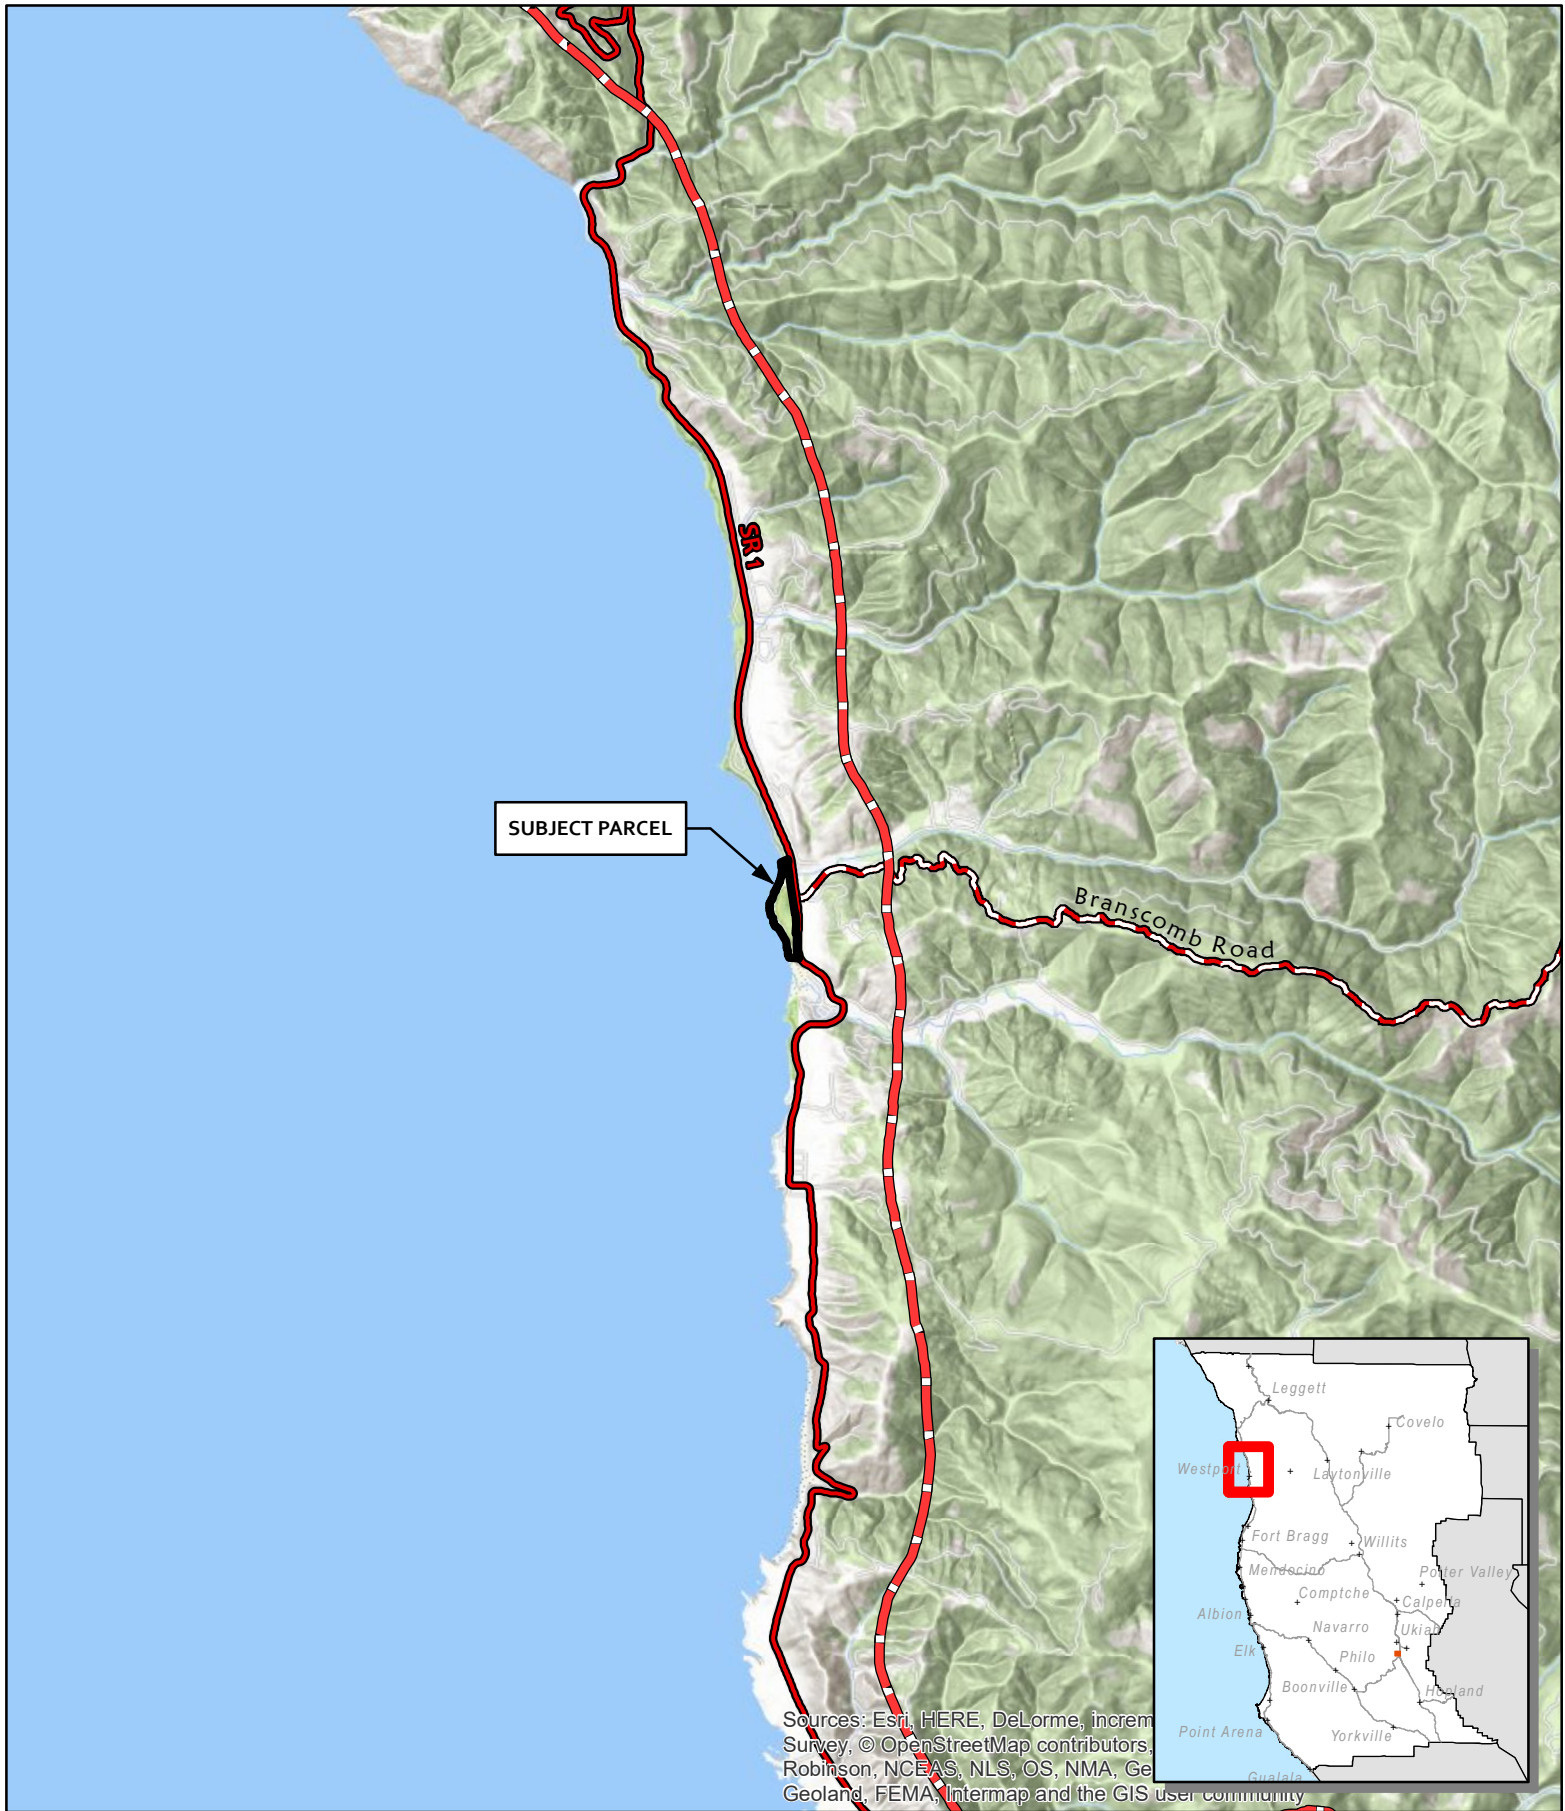 SR 1
SUBJECT PARCEL
Branscomb Road
Leggett
Covelo
Westport
Laytonville
Fort Bragg
Willits
Mendocino
Potter Valley
Comptche
Calpella
Albion
Navarro
Ukiah
Elk
Philo
Boonville
Hopland
Point Arena
Yorkville
Gualala
Sources: Esri, HERE, DeLorme, increm
Survey, © OpenStreetMap contributors,
Robinson, NCEAS, NLS, OS, NMA, Ge
Geoland, FEMA, Intermap and the GIS user community